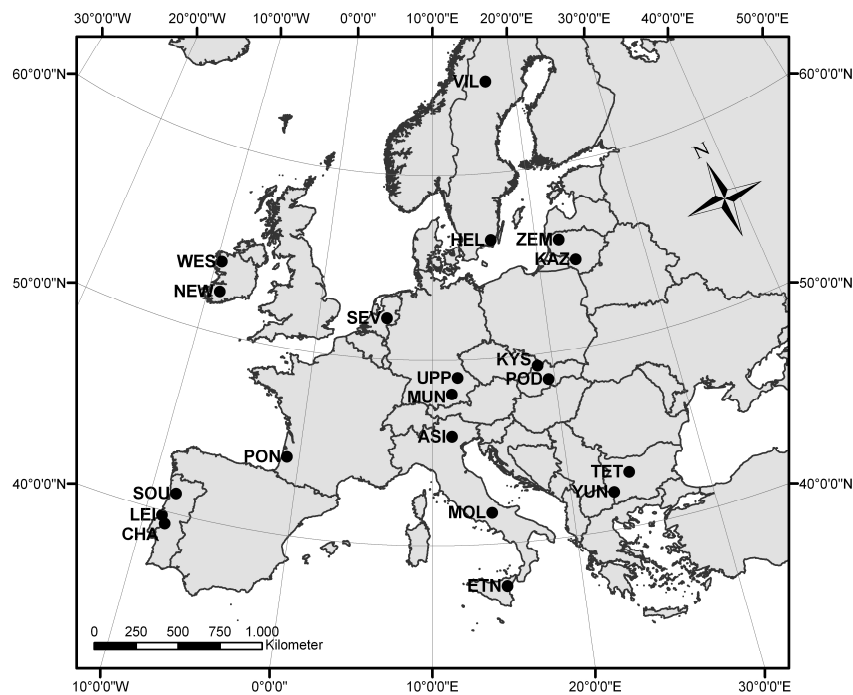 30°0'0"W 20°0'0"W 10°0'0"W 0°0'0" 10°0'0"E 20°0'0"E 30°0'0"E 40°0'0"E 50°0'0"E
60°0'0"N 60°0'0"N
VIL
N
HEL ZEM
KAZ
WES
50°0'0"N 50°0'0"N
NEW
SEV
KYS
UPP POD
MUN
ASI
PON
TET
40°0'0"N 40°0'0"N
SOU YUN
LEI MOL
CHA
ETN
0 250 500 750 1.000
Kilometer
10°0'0"W 0°0'0" 10°0'0"E 20°0'0"E 30°0'0"E